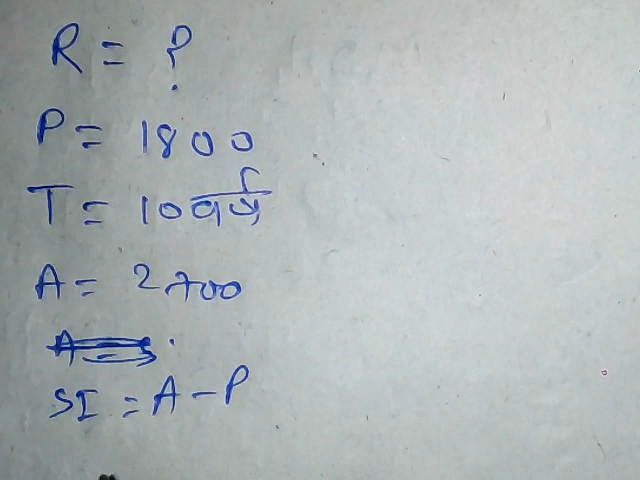 R = ?
P = 1800
T = 10 वर्ष
A = 2700
SI = A - P